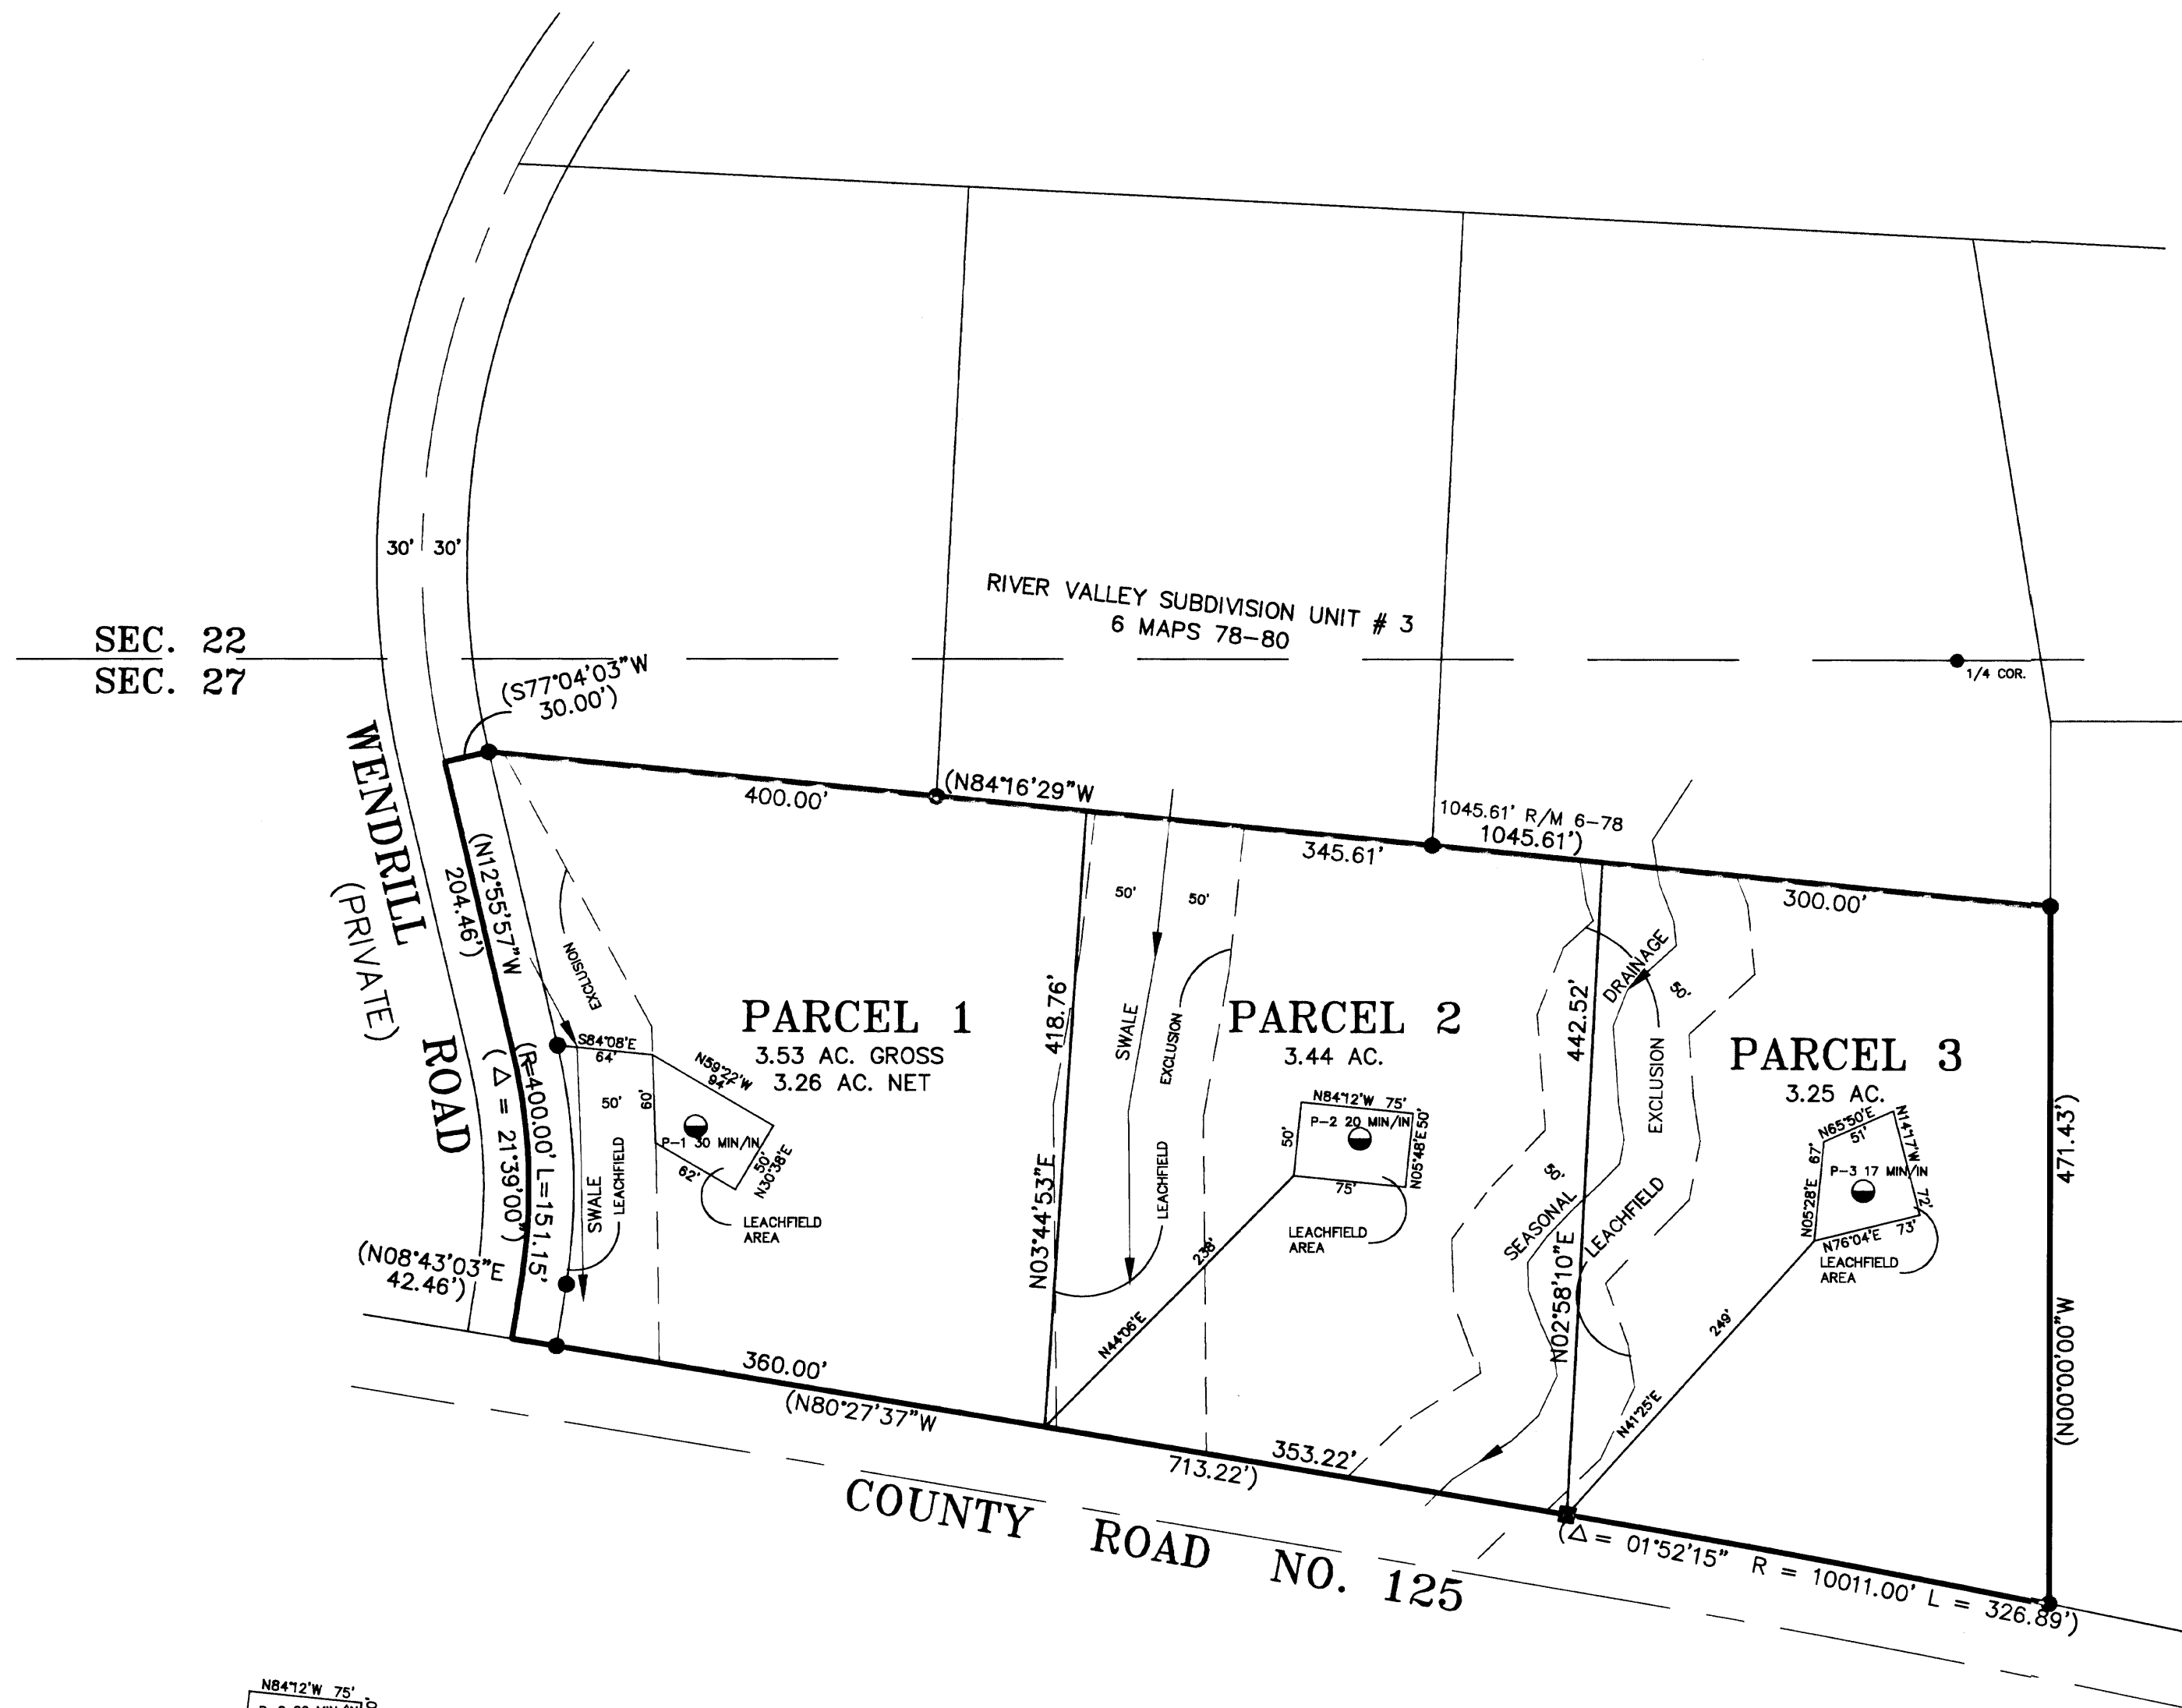 30' 30'
RIVER VALLEY SUBDIVISION UNIT # 3
6 MAPS 78-80
SEC. 22
SEC. 27
1/4 COR.
(S77°04'03"W
30.00')
WENDRILL
ROAD
(PRIVATE)
(N12°55'57"W
204.46')
(R=400.00' L=151.15'
(Δ = 21°39'00")
(N08°43'03"E
42.46')
400.00'
(N84°16'29"W
345.61'
1045.61' R/M 6-78
1045.61')
300.00'
EXCLUSION
S84°08'E
64'
50'
60'
SWALE
LEACHFIELD
PARCEL 1
3.53 AC. GROSS
3.26 AC. NET
N59°22'W
94'
P-1 30 MIN/IN
62'
50'
N30°38'E
LEACHFIELD
AREA
418.76'
N03°44'53"E
50'
50'
SWALE
EXCLUSION
LEACHFIELD
PARCEL 2
3.44 AC.
N84°12'W 75'
P-2 20 MIN/IN
50'
N05°48'E 50'
75'
LEACHFIELD
AREA
238'
N44°06'E
442.52'
N02°58'10"E
DRAINAGE
50'
EXCLUSION
50'
SEASONAL
LEACHFIELD
PARCEL 3
3.25 AC.
N65°50'E
51'
N14°17'W
72'
67'
N05°28'E
P-3 17 MIN/IN
N76°04'E 73'
LEACHFIELD
AREA
249'
N41°25'E
471.43')
(N00°00'00"W
360.00'
(N80°27'37"W
353.22'
713.22')
COUNTY ROAD NO. 125
(Δ = 01°52'15" R = 10011.00' L = 326.89')
N84°12'W 75'